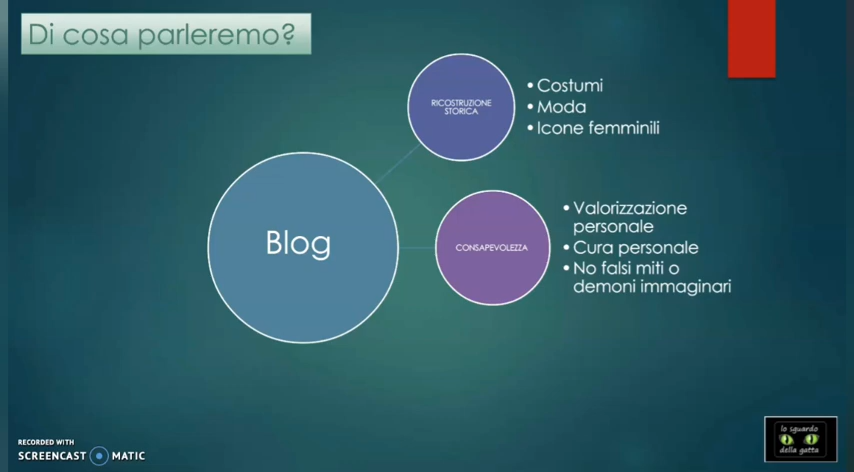 Di cosa parleremo?
RICOSTRUZIONE
STORICA
• Costumi
• Moda
• Icone femminili
Blog
CONSAPEVOLEZZA
• Valorizzazione
personale
• Cura personale
• No falsi miti o
demoni immaginari
RECORDED WITH
SCREENCAST MATIC
lo sguardo
della gatta